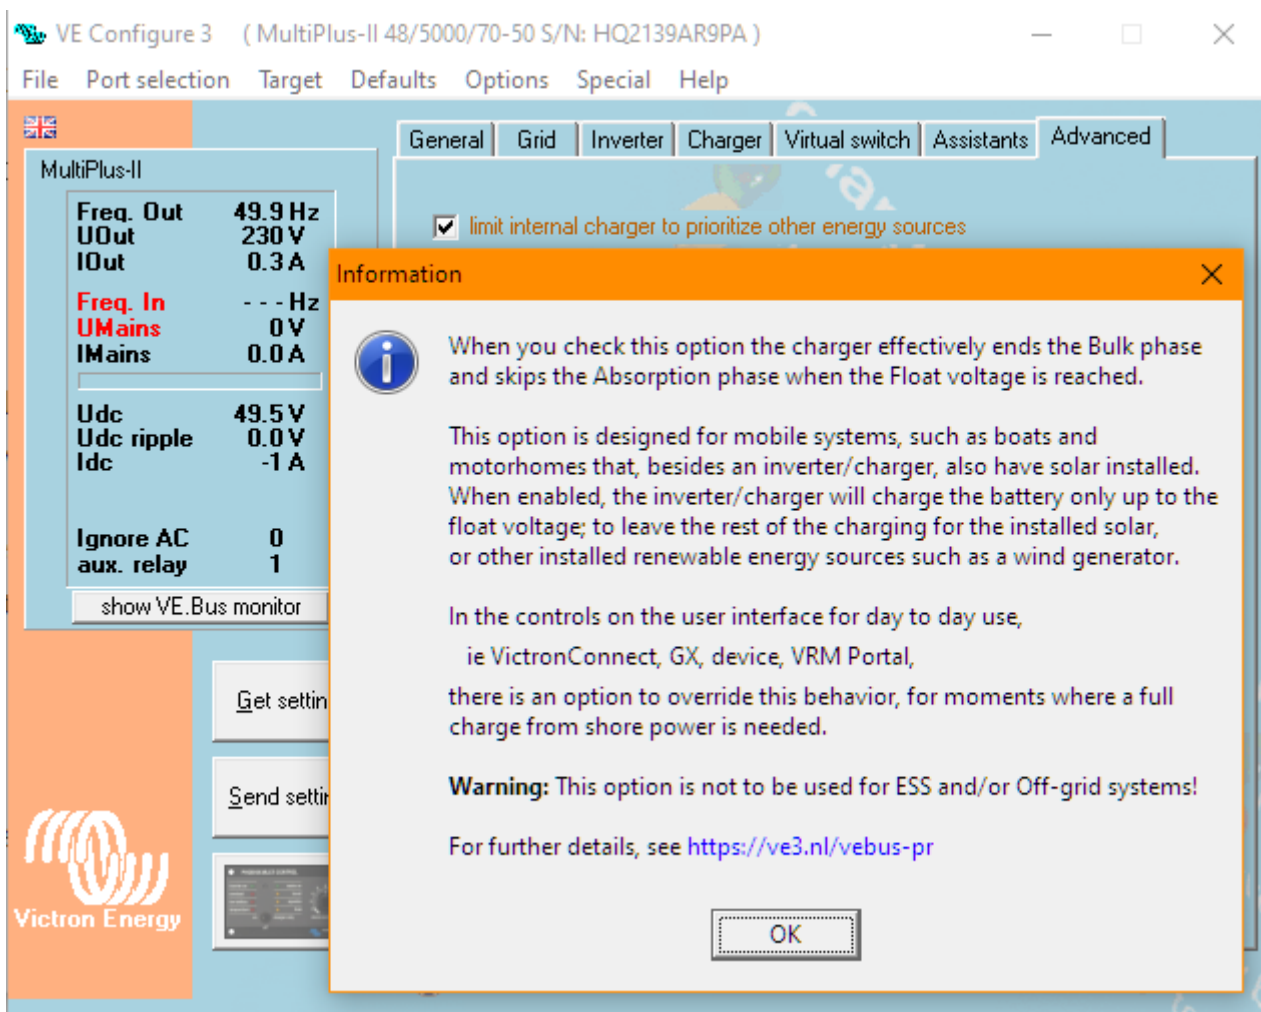 VE Configure 3 ( MultiPlus-II 48/5000/70-50 S/N: HQ2139AR9PA )
File Port selection Target Defaults Options Special Help
General Grid Inverter Charger Virtual switch Assistants Advanced
MultiPlus-II
Freq. Out 49.9 Hz
UOut 230 V
IOut 0.3 A
Freq. In - - - Hz
UMains 0 V
IMains 0.0 A
Udc 49.5 V
Udc ripple 0.0 V
Idc -1 A
Ignore AC 0
aux. relay 1
show VE.Bus monitor
Get settin
Send settin
Victron Energy
limit internal charger to prioritize other energy sources
Information
When you check this option the charger effectively ends the Bulk phase
and skips the Absorption phase when the Float voltage is reached.
This option is designed for mobile systems, such as boats and
motorhomes that, besides an inverter/charger, also have solar installed.
When enabled, the inverter/charger will charge the battery only up to the
float voltage; to leave the rest of the charging for the installed solar,
or other installed renewable energy sources such as a wind generator.
In the controls on the user interface for day to day use,
ie VictronConnect, GX, device, VRM Portal,
there is an option to override this behavior, for moments where a full
charge from shore power is needed.
Warning: This option is not to be used for ESS and/or Off-grid systems!
For further details, see https://ve3.nl/vebus-pr
OK